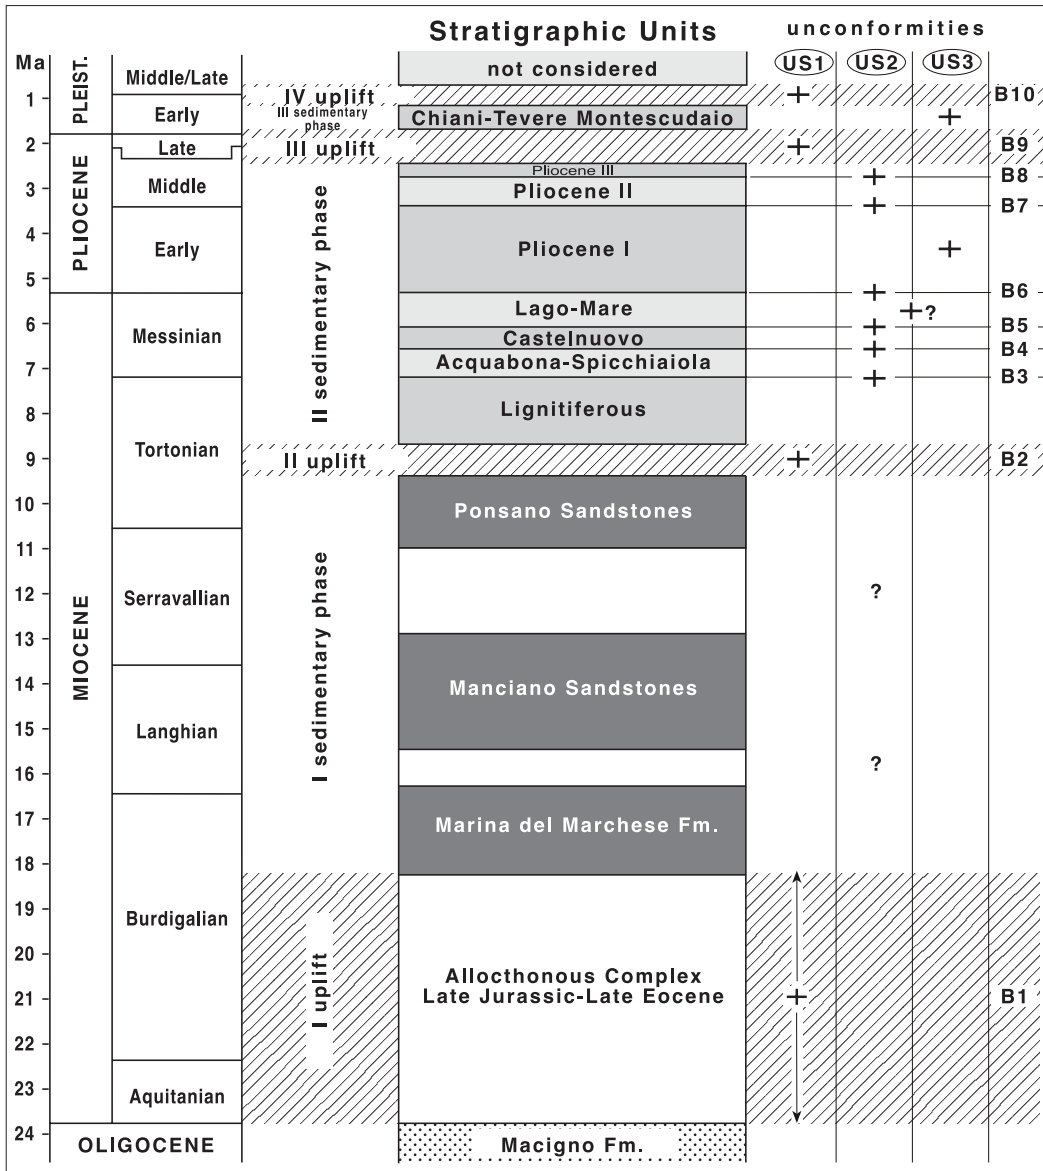 Stratigraphic Units
unconformities
Ma
US1
US2
US3
PLEIST.
Middle/Late
not considered
1
IV uplift
B10
Early
III sedimentary
phase
Chiani-Tevere Montescudaio
2
Late
III uplift
B9
PLIOCENE
Pliocene III
B8
3
Middle
Pliocene II
B7
II sedimentary phase
4
Early
Pliocene I
5
B6
Lago-Mare
?
6
Messinian
B5
Castelnuovo
B4
Acquabona-Spicchiaiola
7
B3
8
Lignitiferous
Tortonian
9
II uplift
B2
10
Ponsano Sandstones
11
MIOCENE
I sedimentary phase
12
Serravallian
?
13
14
Manciano Sandstones
15
Langhian
16
?
17
Marina del Marchese Fm.
18
19
Burdigalian
20
Allocthonous Complex
Late Jurassic-Late Eocene
21
I uplift
B1
22
23
Aquitanian
24
OLIGOCENE
Macigno Fm.